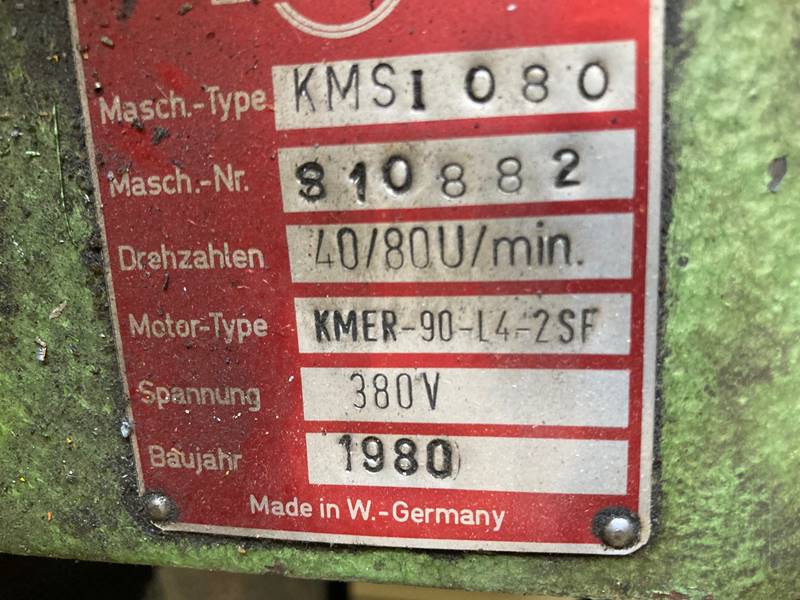 Masch.-Type KMSI 080
Masch.-Nr. 810882
Drehzahlen 40/80U/min.
Motor-Type KMER-90-L4-2SF
Spannung 380V
Baujahr 1980
Made in W.-Germany